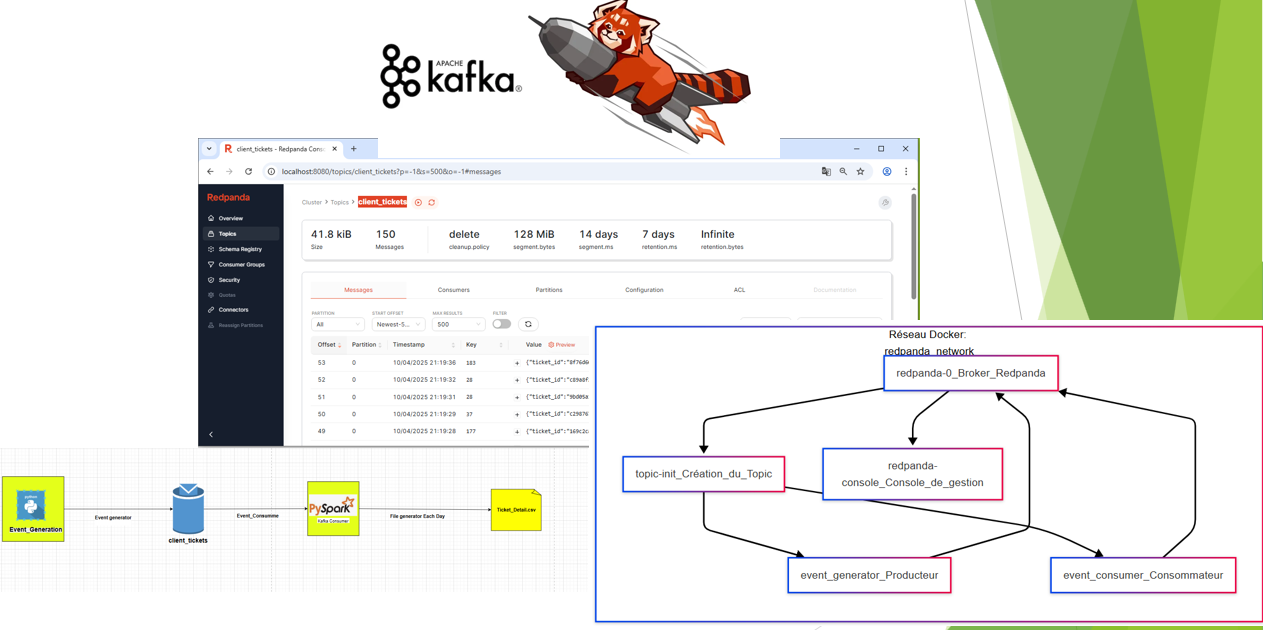 APACHE
kafka®
client_tickets - Redpanda Cons
localhost:8080/topics/client_tickets?p=-1&s=500&o=-1#messages
Redpanda
Overview
Topics
Schema Registry
Consumer Groups
Security
Quotas
Connectors
Reassign Partitions
Cluster > Topics > client_tickets
41.8 kiB 150 delete 128 MiB 14 days 7 days Infinite
Size Messages cleanup.policy segment.bytes segment.ms retention.ms retention.bytes
Messages Consumers Partitions Configuration ACL Documentation
PARTITION START OFFSET MAX RESULTS FILTER
All Newest-5... 500
Offset Partition Timestamp Key Value Preview
53 0 10/04/2025 21:19:36 183 + {"ticket_id":"8f76d6
52 0 10/04/2025 21:19:32 28 + {"ticket_id":"c89a8f
51 0 10/04/2025 21:19:31 28 + {"ticket_id":"9bd05a
50 0 10/04/2025 21:19:29 37 + {"ticket_id":"c29876
49 0 10/04/2025 21:19:28 177 + {"ticket_id":"169c2c
Réseau Docker:
redpanda_network
redpanda-0_Broker_Redpanda
topic-init_Création_du_Topic
redpanda-
console_Console_de_gestion
event_generator_Producteur
event_consumer_Consommateur
python
Event_Generation
Event generator
client_tickets
Event_Consumme
PySpark
Kafka Consumer
File generator Each Day
Ticket_Detail.csv